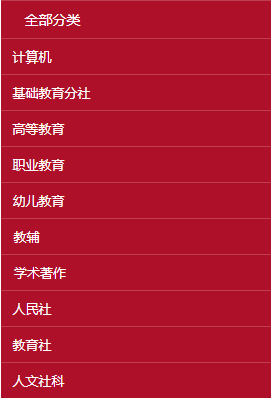 全部分类
计算机
基础教育分社
高等教育
职业教育
幼儿教育
教辅
学术著作
人民社
教育社
人文社科